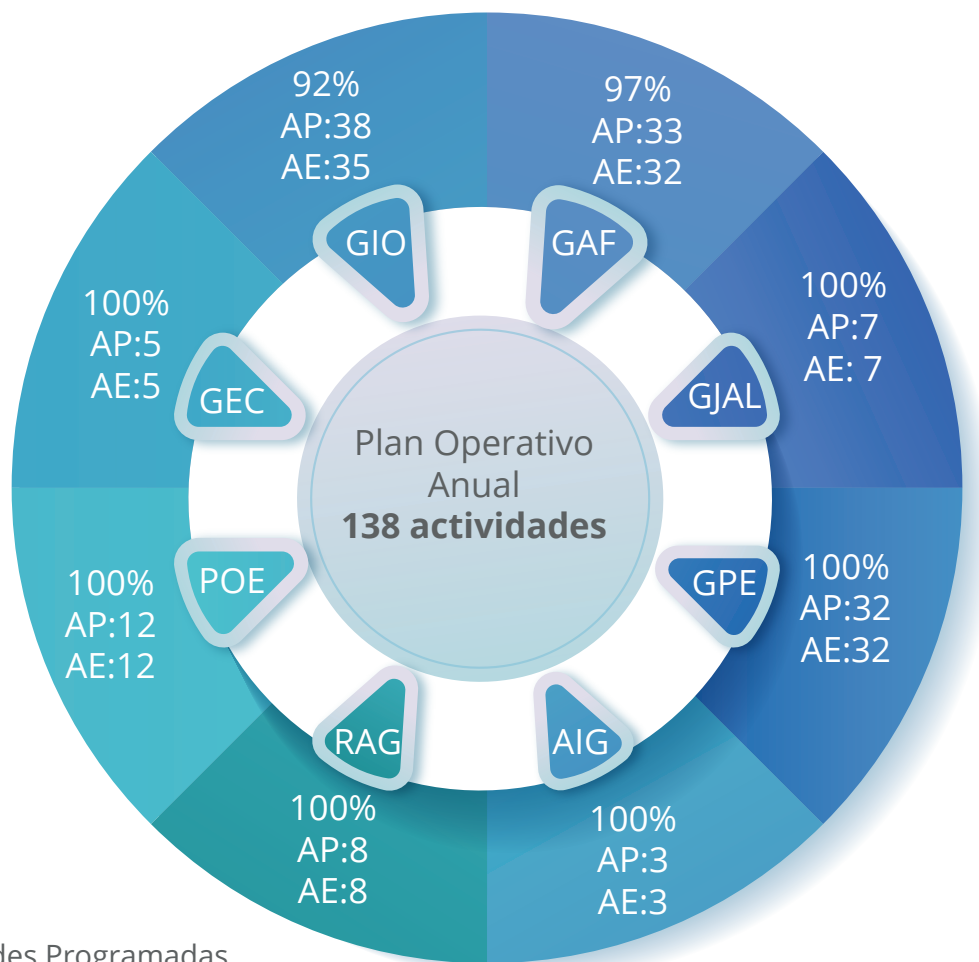 92%
AP:38
AE:35
GIO
97%
AP:33
AE:32
GAF
100%
AP:7
AE: 7
GJAL
100%
AP:32
AE:32
GPE
100%
AP:3
AE:3
AIG
100%
AP:8
AE:8
RAG
100%
AP:12
AE:12
POE
100%
AP:5
AE:5
GEC
Plan Operativo
Anual
138 actividades
Programadas